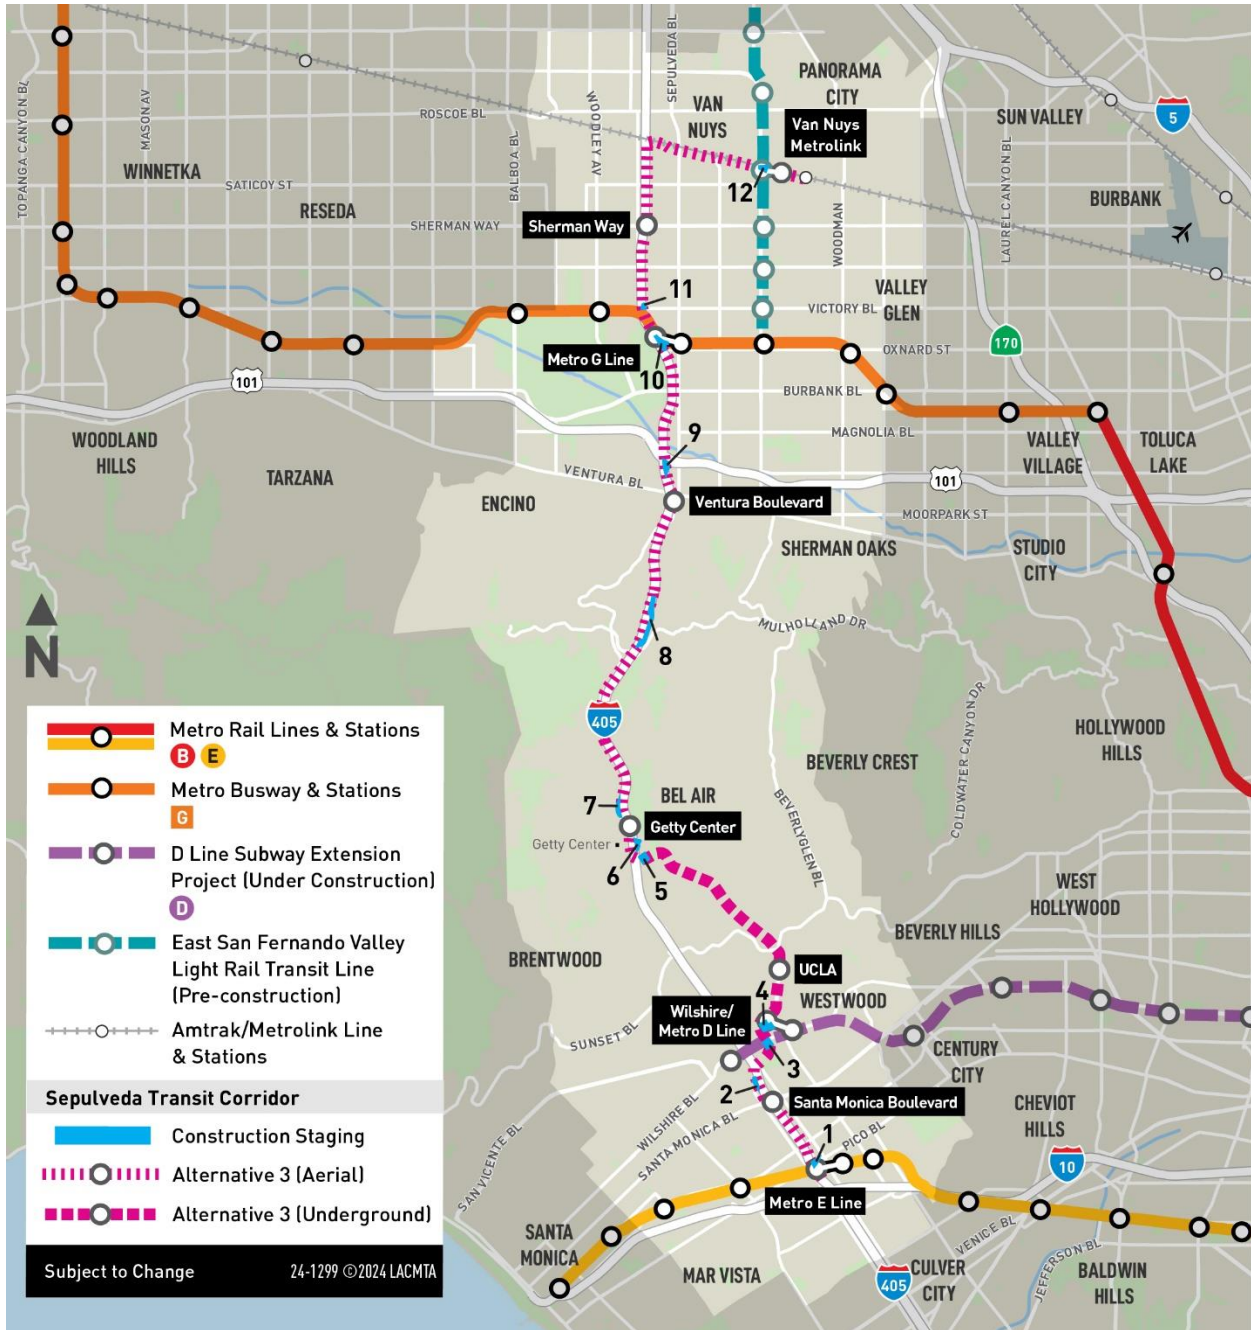 TOPANGA CANYON BL
MASON AV
WINNETKA
SATICOY ST
RESEDA
ROSCOE BL
BALBOA BL
SHERMAN WAY
WOODLEY AV
SEPULVEDA BL
VAN
NUYS
PANORAMA
CITY
Van Nuys
Metrolink
12
WOODMAN
SUN VALLEY
5
LAUREL CANYON BL
BURBANK
Sherman Way
11
VICTORY BL
VALLEY
GLEN
OXNARD ST
170
Metro G Line
10
BURBANK BL
MAGNOLIA BL
101
WOODLAND
HILLS
TARZANA
VENTURA BL
ENCINO
9
Ventura Boulevard
101
MOORPARK ST
VALLEY
VILLAGE
TOLUCA
LAKE
SHERMAN OAKS
STUDIO
CITY
MULHOLLAND DR
8
N
405
COLDWATER CANYON DR
HOLLYWOOD
HILLS
BEVERLY CREST
BEVERLYGLEN BL
BEL AIR
7
Getty Center
Getty Center
6
5
WEST
HOLLYWOOD
BEVERLY HILLS
BRENTWOOD
UCLA
4
WESTWOOD
Wilshire/
Metro D Line
SUNSET BL
3
CENTURY
CITY
2
Santa Monica Boulevard
WILSHIRE BL
SANTA MONICA BL
SAN VICENTE BL
1
PICO BL
CHEVIOT
HILLS
10
Metro E Line
SANTA
MONICA
MAR VISTA
405
CULVER
CITY
VENICE BL
JEFFERSON BL
BALDWIN
HILLS
Metro Rail Lines & Stations
B E
Metro Busway & Stations
G
D Line Subway Extension
Project (Under Construction)
D
East San Fernando Valley
Light Rail Transit Line
(Pre-construction)
Amtrak/Metrolink Line
& Stations
Sepulveda Transit Corridor
Construction Staging
Alternative 3 (Aerial)
Alternative 3 (Underground)
Subject to Change 24-1299 ©2024 LACMTA